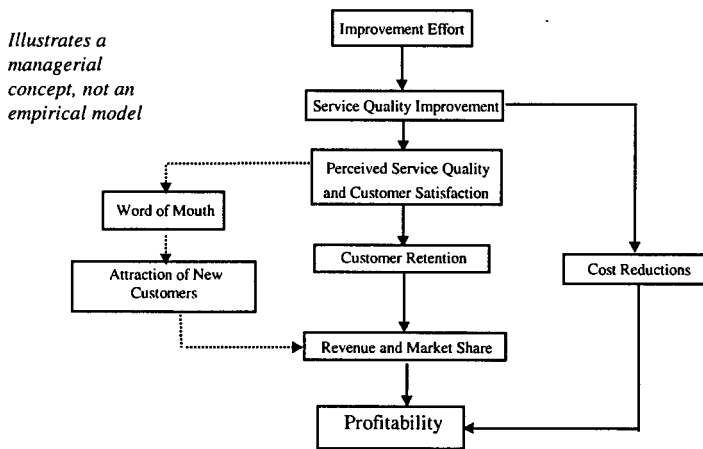 Illustrates a
managerial
concept, not an
empirical model
Improvement Effort
Service Quality Improvement
Perceived Service Quality
and Customer Satisfaction
Word of Mouth
Customer Retention
Attraction of New
Customers
Cost Reductions
Revenue and Market Share
Profitability